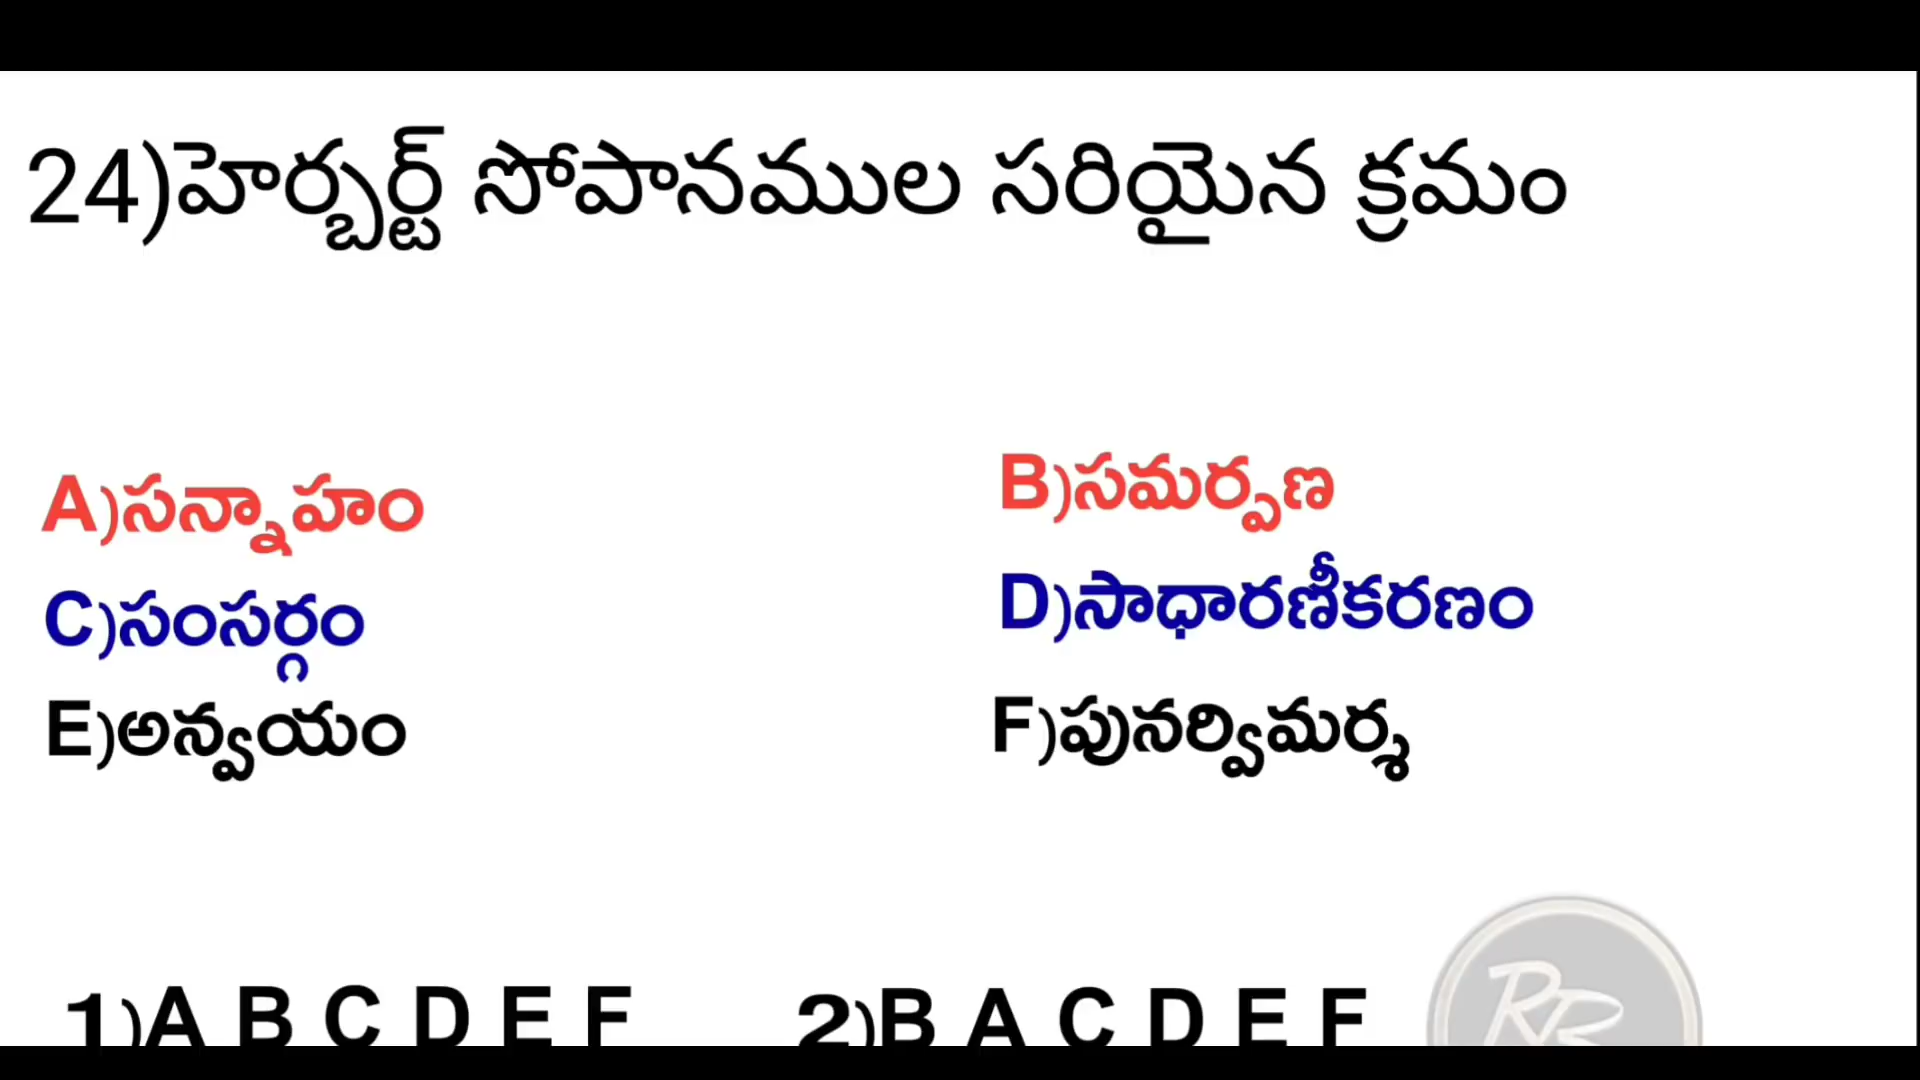 24)హెర్బర్ట్ సోపానముల సరియైన క్రమం
A)సన్నాహం
B)సమర్పణ
C)సంసర్గం
D)సాధారణీకరణం
E)అన్వయం
F)పునర్విమర్శ
1)A B C D E F
2)B A C D E F